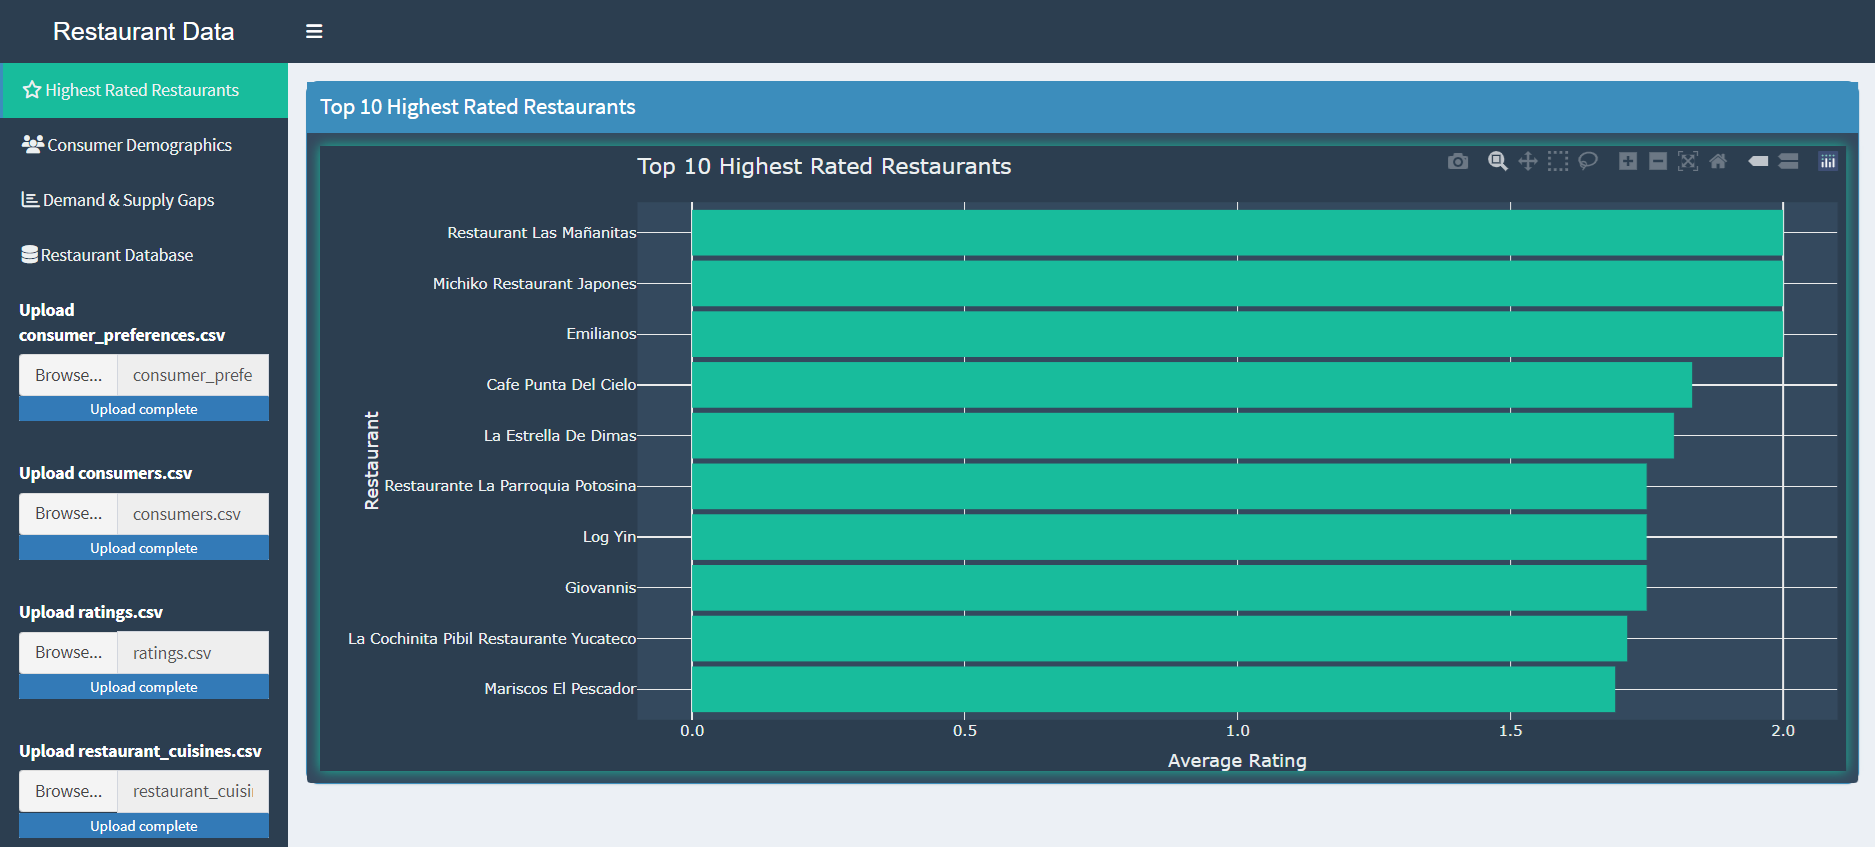 Restaurant Data
Highest Rated Restaurants
Consumer Demographics
Demand & Supply Gaps
Restaurant Database
Upload
consumer_preferences.csv
Browse... consumer_prefe
Upload complete
Upload consumers.csv
Browse... consumers.csv
Upload complete
Upload ratings.csv
Browse... ratings.csv
Upload complete
Upload restaurant_cuisines.csv
Browse... restaurant_cuisi
Upload complete
Top 10 Highest Rated Restaurants
Top 10 Highest Rated Restaurants
Restaurant
Restaurant Las Mañanitas
Michiko Restaurant Japones
Emilianos
Cafe Punta Del Cielo
La Estrella De Dimas
Restaurante La Parroquia Potosina
Log Yin
Giovannis
La Cochinita Pibil Restaurante Yucateco
Mariscos El Pescador
0.0 0.5 1.0 1.5 2.0
Average Rating